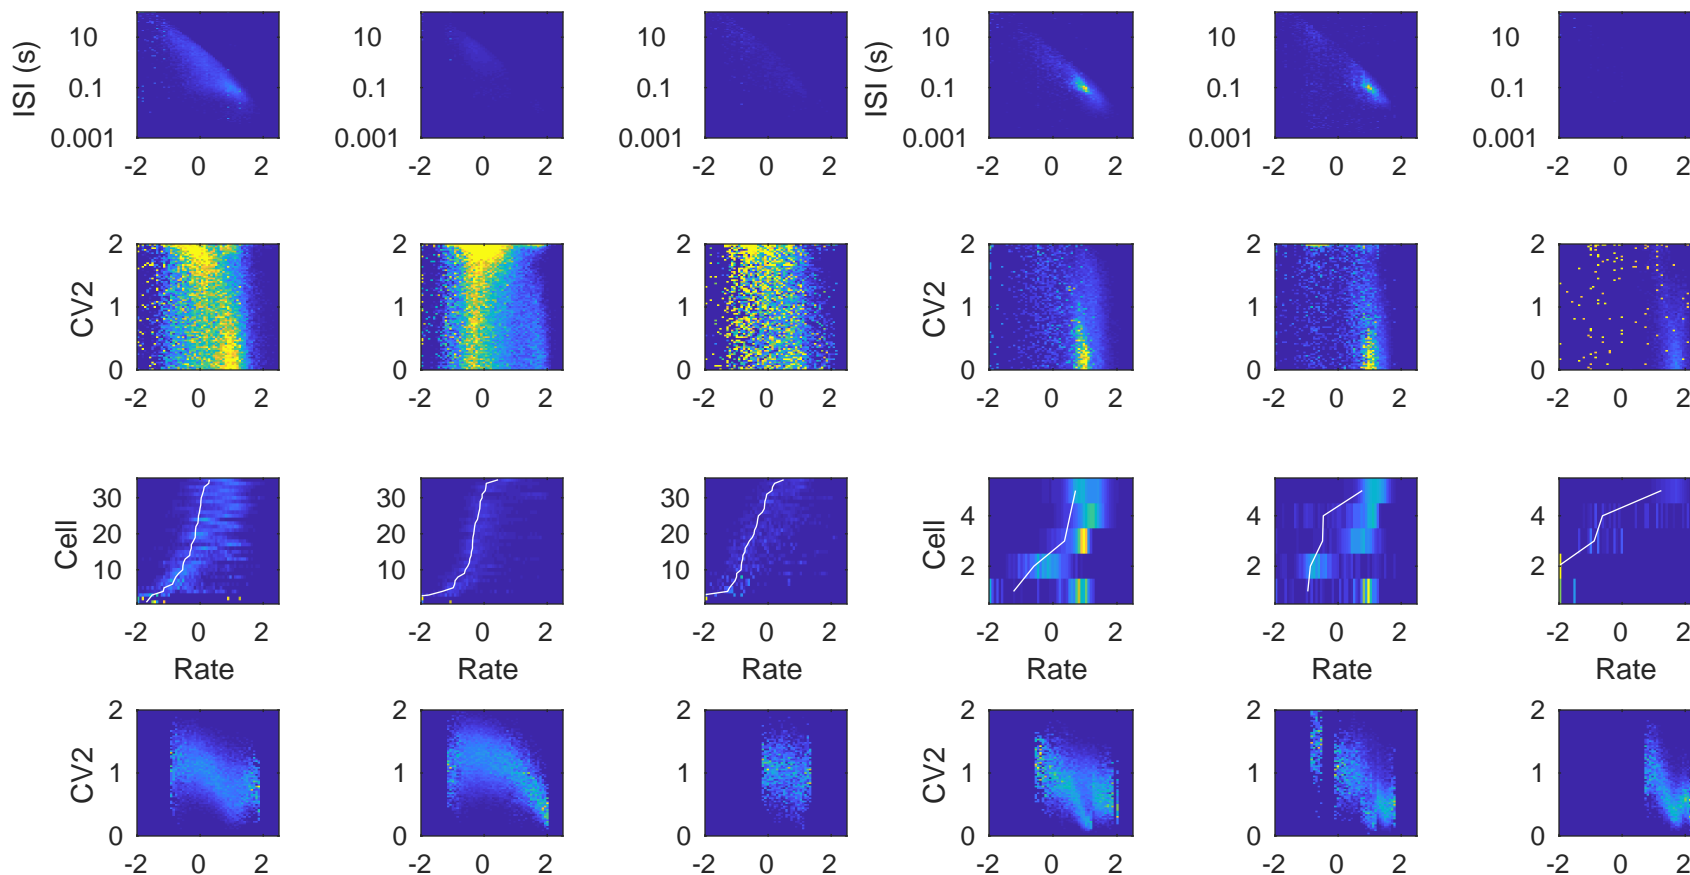 ISI (s) 10 0.1 0.001 10 0.1 0.001 10 0.1 0.001 ISI (s) 10 0.1 0.001 10 0.1 0.001 10 0.1 0.001
-2 0 2 -2 0 2 -2 0 2 -2 0 2 -2 0 2 -2 0 2
CV2 2 1 0 2 1 0 2 1 0 CV2 2 1 0 2 1 0 2 1 0
-2 0 2 -2 0 2 -2 0 2 -2 0 2 -2 0 2 -2 0 2
Cell 30 20 10 30 20 10 30 20 10 Cell 4 2 4 2 4 2
-2 0 2 -2 0 2 -2 0 2 -2 0 2 -2 0 2 -2 0 2
Rate Rate Rate Rate Rate Rate
CV2 2 1 0 2 1 0 2 1 0 CV2 2 1 0 2 1 0 2 1 0
-2 0 2 -2 0 2 -2 0 2 -2 0 2 -2 0 2 -2 0 2